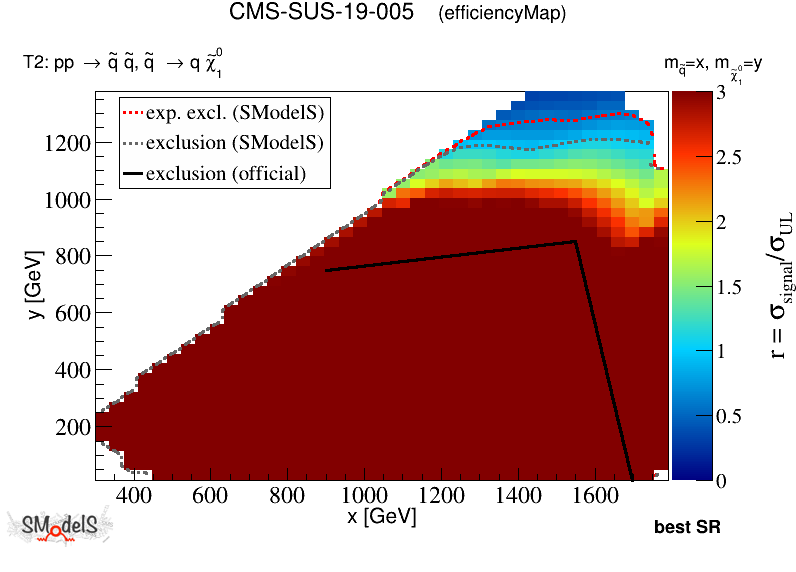 CMS-SUS-19-005 (efficiencyMap)
T2: pp → q̃ q̃, q̃ → q χ̃₁⁰
m_q̃=x, m_χ̃₁⁰=y
exp. excl. (SModelS)
exclusion (SModelS)
exclusion (official)
3
2.5
2
1.5
1
0.5
0
r = σ_signal/σ_UL
1200
1000
800
600
400
200
y [GeV]
400 600 800 1000 1200 1400 1600
x [GeV]
SModelS
best SR